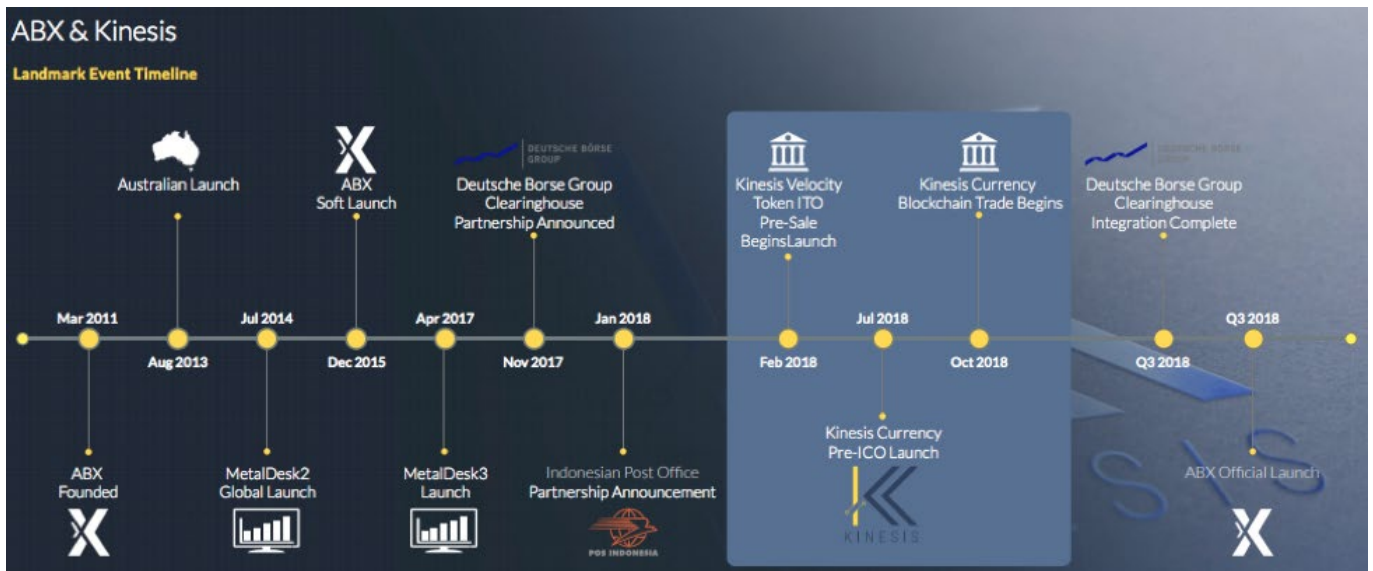 ABX & Kinesis
Landmark Event Timeline
Australian Launch
ABX
Soft Launch
DEUTSCHE BÖRSE
GROUP
Deutsche Borse Group
Clearinghouse
Partnership Announced
Kinesis Velocity
Token ITO
Pre-Sale
BeginsLaunch
Kinesis Currency
Blockchain Trade Begins
DEUTSCHE BÖRSE
GROUP
Deutsche Borse Group
Clearinghouse
Integration Complete
Mar 2011
Aug 2013
Jul 2014
Dec 2015
Apr 2017
Nov 2017
Jan 2018
Feb 2018
Jul 2018
Oct 2018
Q3 2018
Q3 2018
ABX
Founded
MetalDesk2
Global Launch
MetalDesk3
Launch
Indonesian Post Office
Partnership Announcement
POS INDONESIA
Kinesis Currency
Pre-ICO Launch
KINESIS
ABX Official Launch
SIS